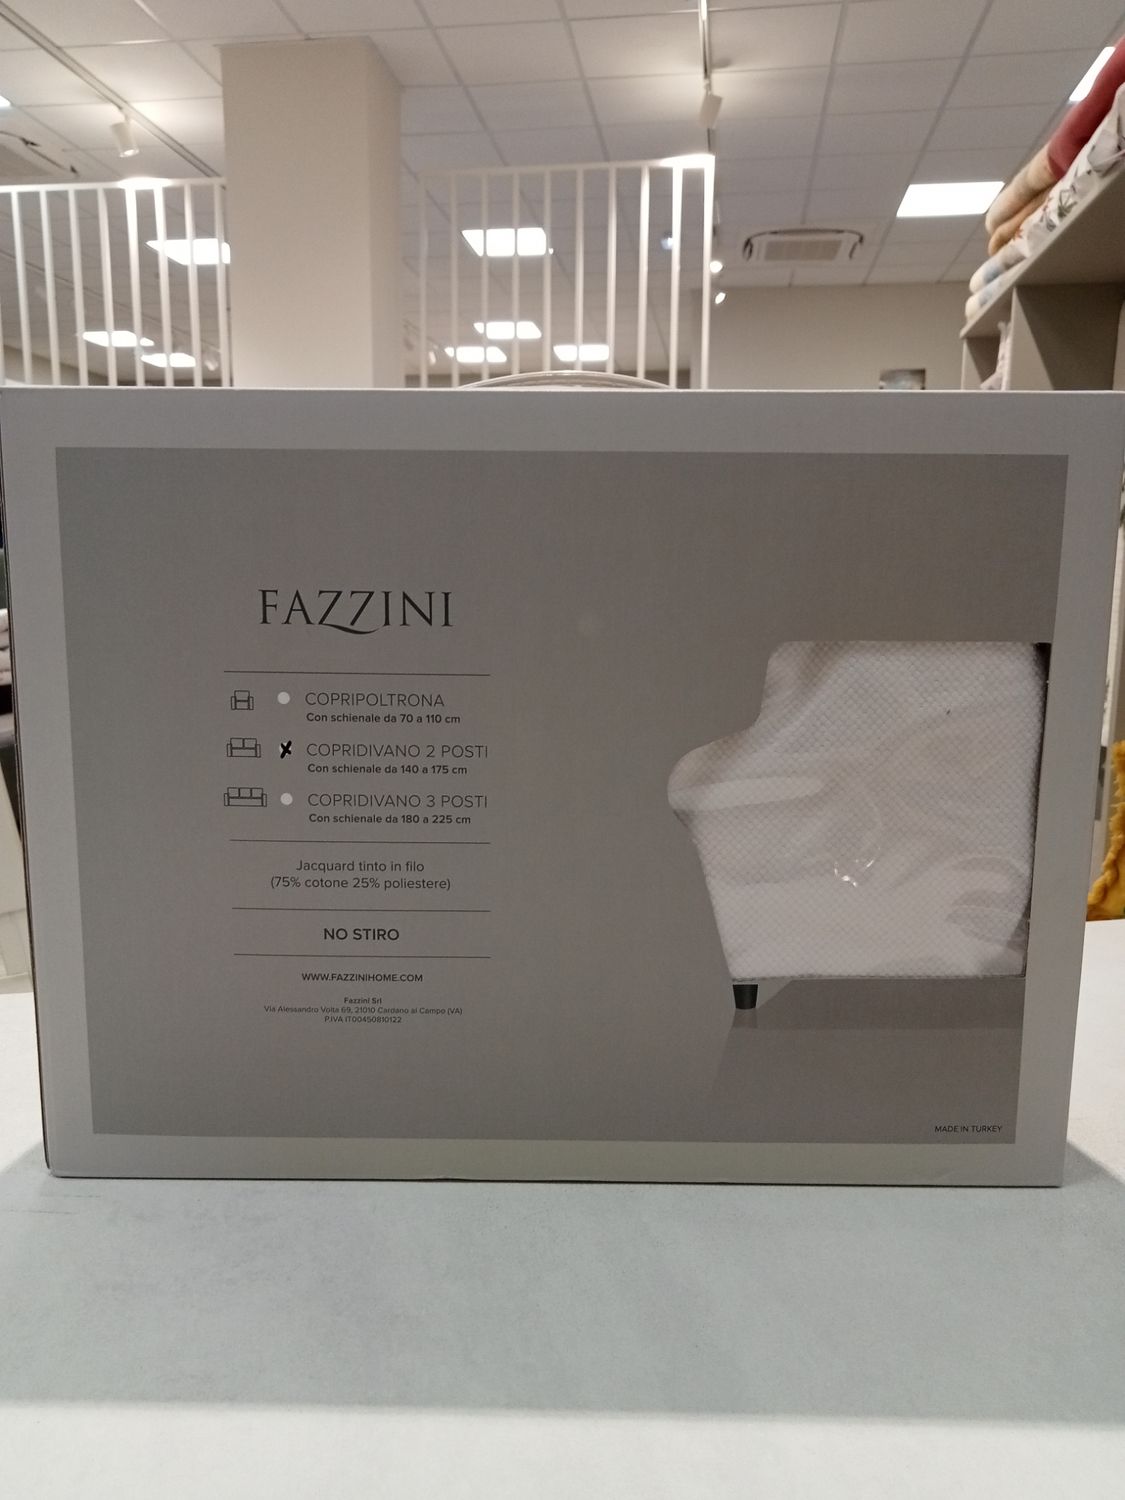 FAZZINI
COPRIPOLTRONA
Con schienale da 70 a 110 cm
COPRIDIVANO 2 POSTI
Con schienale da 140 a 175 cm
COPRIDIVANO 3 POSTI
Con schienale da 180 a 225 cm
Jacquard tinto in filo
(75% cotone 25% poliestere)
NO STIRO
WWW.FAZZINIHOME.COM
Fazzini Srl
Via Alessandro Volta 69, 21010 Cardano al Campo (VA)
P.IVA IT00450810122
MADE IN TURKEY